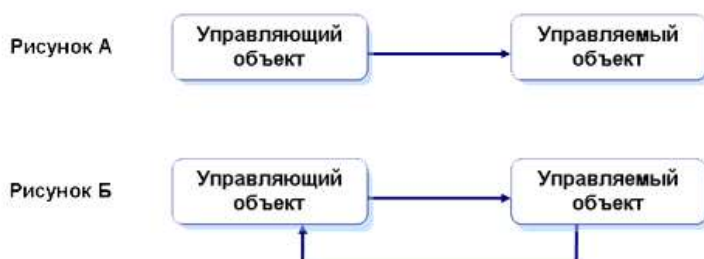 Рисунок А
Управляющий
объект
Управляемый
объект
Рисунок Б
Управляющий
объект
Управляемый
объект